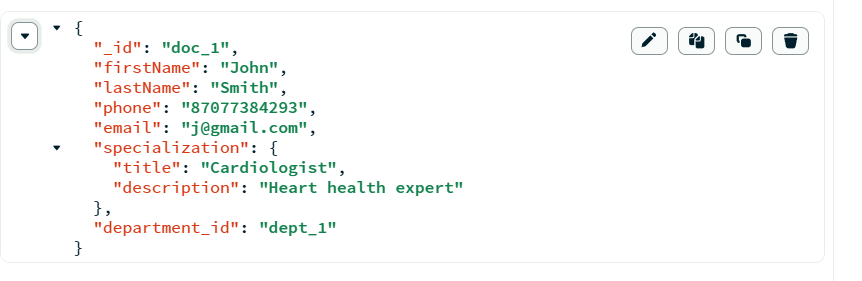 {
"_id": "doc_1",
"firstName": "John",
"lastName": "Smith",
"phone": "87077384293",
"email": "j@gmail.com",
"specialization": {
"title": "Cardiologist",
"description": "Heart health expert"
},
"department_id": "dept_1"
}